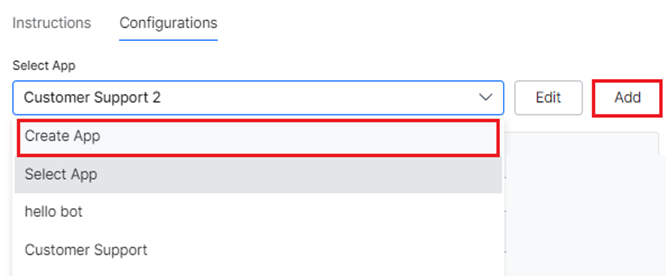 Instructions Configurations
Select App
Customer Support 2 Edit Add
Create App
Select App
hello bot
Customer Support